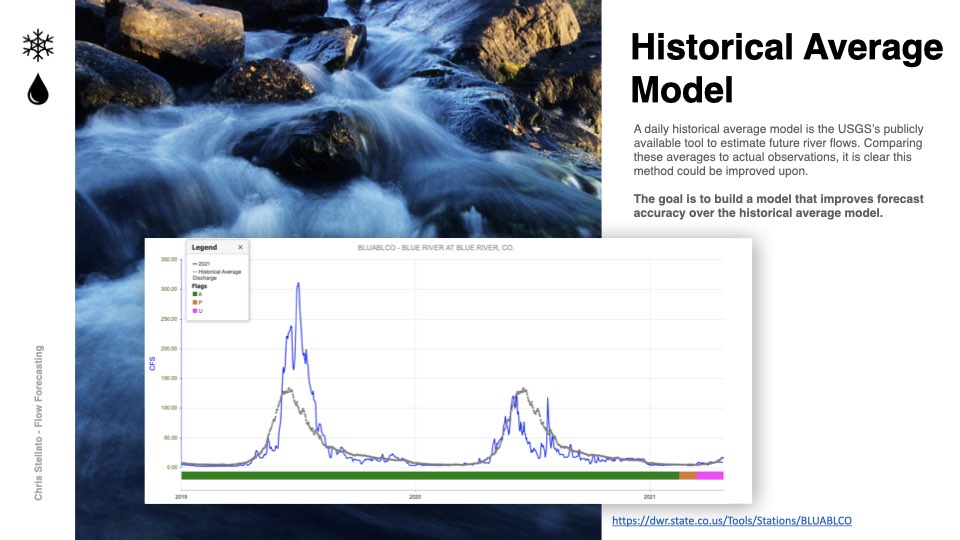 Historical Average
Model
A daily historical average model is the USGS's publicly
available tool to estimate future river flows. Comparing
these averages to actual observations, it is clear this
method could be improved upon.
The goal is to build a model that improves forecast
accuracy over the historical average model.
Chris Stellato - Flow Forecasting
BLUABLCO - BLUE RIVER AT BLUE RIVER, CO.
Legend ×
2021
Historical Average
Discharge
Flags
A
P
U
CFS
350.00
300.00
250.00
200.00
150.00
100.00
50.00
0.00
2019 2020 2021
https://dwr.state.co.us/Tools/Stations/BLUABLCO